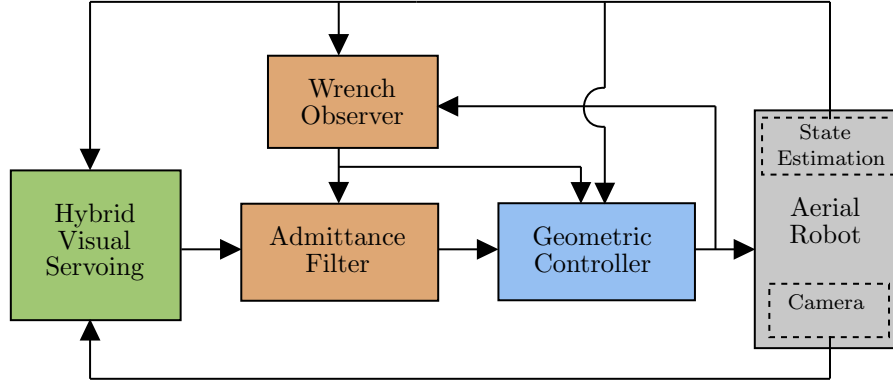 Wrench
Observer
State
Estimation
Hybrid
Visual
Servoing
Admittance
Filter
Geometric
Controller
Aerial
Robot
Camera